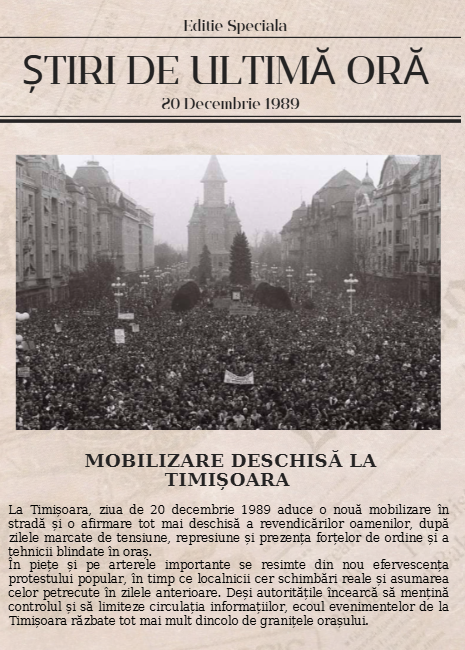 Editie Speciala
ȘTIRI DE ULTIMĂ ORĂ
20 Decembrie 1989
MOBILIZARE DESCHISĂ LA
TIMIȘOARA
La Timișoara, ziua de 20 decembrie 1989 aduce o nouă mobilizare în
stradă și o afirmare tot mai deschisă a revendicărilor oamenilor, după
zilele marcate de tensiune, represiune și prezența forțelor de ordine și a
tehnicii blindate în oraș.
În piețe și pe arterele importante se resimte din nou efervescența
protestului popular, în timp ce localnicii cer schimbări reale și asumarea
celor petrecute în zilele anterioare. Deși autoritățile încearcă să mențină
controlul și să limiteze circulația informațiilor, ecoul evenimentelor de la
Timișoara răzbate tot mai mult dincolo de granițele orașului.